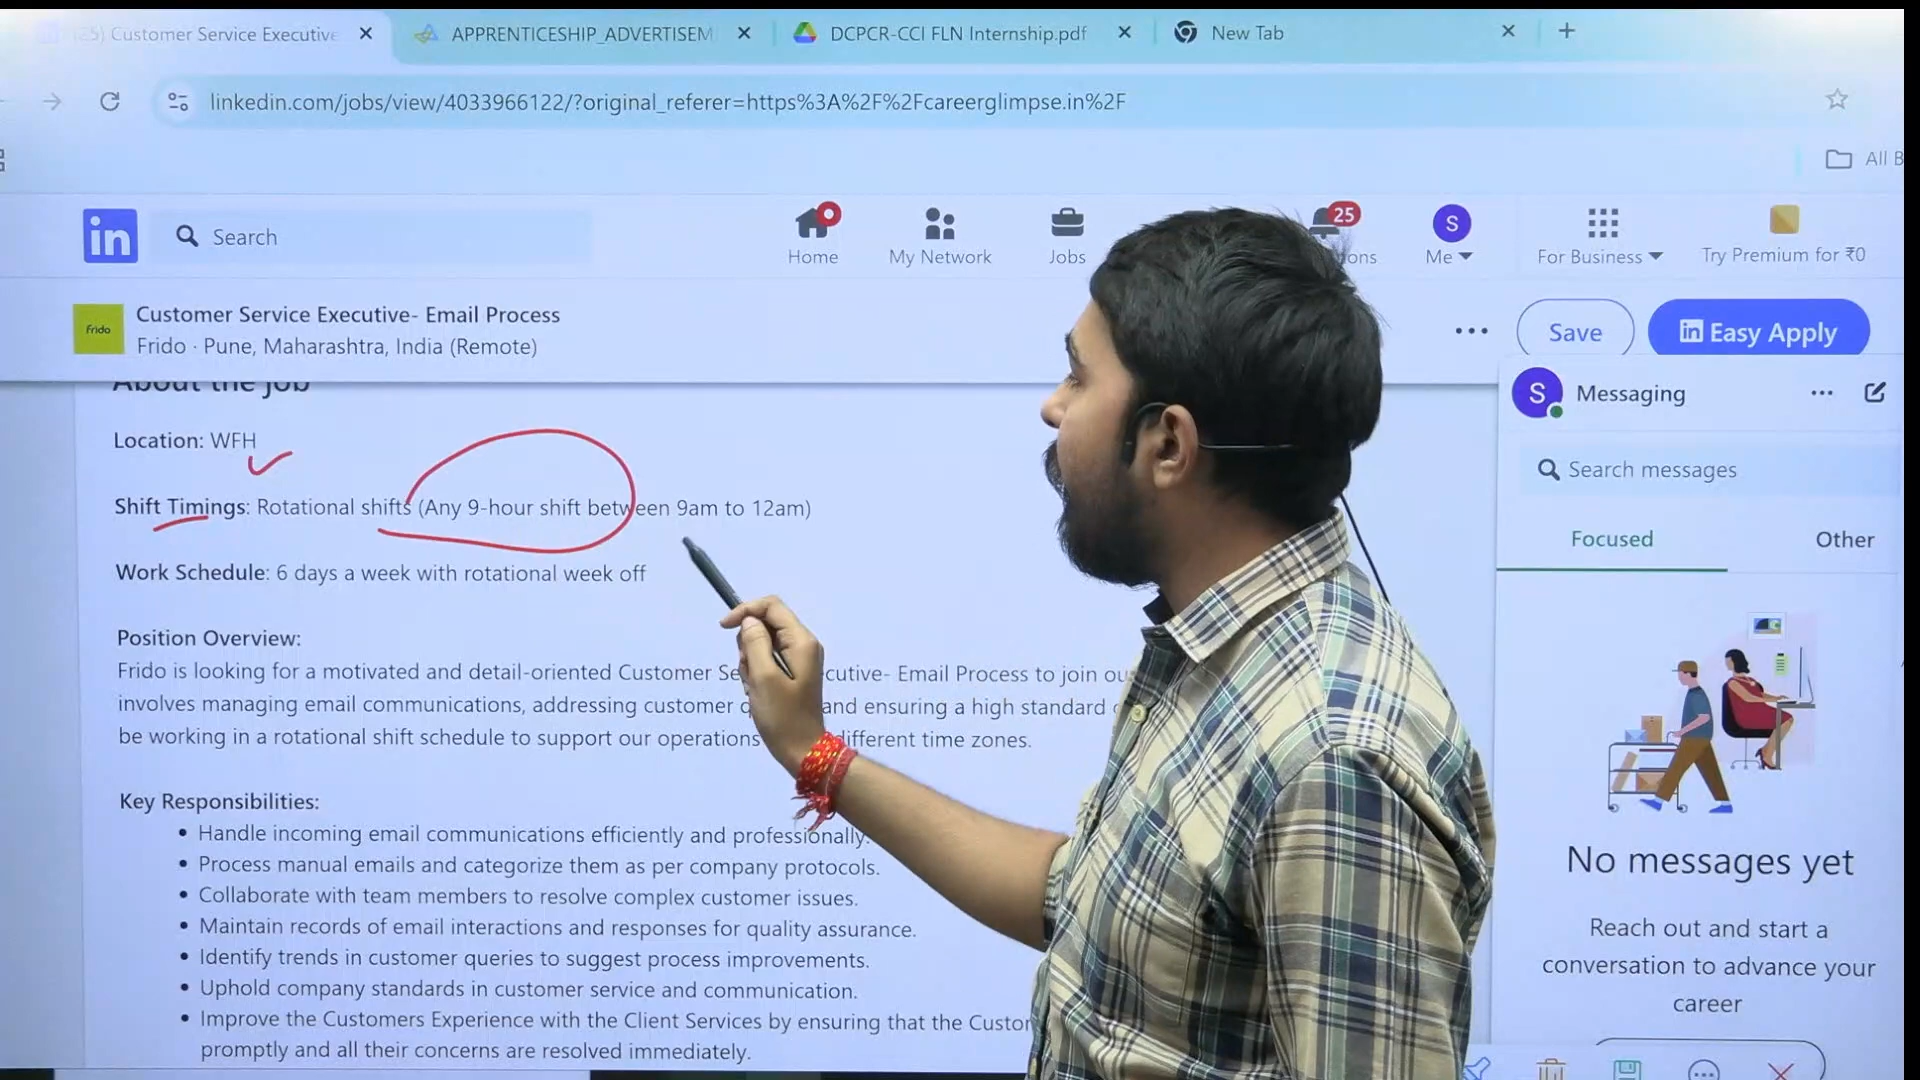 (25) Customer Service Executive
APPRENTICESHIP_ADVERTISEM
DCPCR-CCI FLN Internship.pdf
New Tab
linkedin.com/jobs/view/4033966122/?original_referer=https%3A%2F%2Fcareerglimpse.in%2F
All B
in
Search
Home
My Network
Jobs
25
ons
S
Me
For Business
Try Premium for ₹0
Frido
Customer Service Executive- Email Process
Frido · Pune, Maharashtra, India (Remote)
Save
in Easy Apply
About the job
Location: WFH
Shift Timings: Rotational shifts (Any 9-hour shift between 9am to 12am)
Work Schedule: 6 days a week with rotational week off
Position Overview:
Frido is looking for a motivated and detail-oriented Customer Se cutive- Email Process to join ou
involves managing email communications, addressing customer q and ensuring a high standard
be working in a rotational shift schedule to support our operations different time zones.
Key Responsibilities:
• Handle incoming email communications efficiently and professionally.
• Process manual emails and categorize them as per company protocols.
• Collaborate with team members to resolve complex customer issues.
• Maintain records of email interactions and responses for quality assurance.
• Identify trends in customer queries to suggest process improvements.
• Uphold company standards in customer service and communication.
• Improve the Customers Experience with the Client Services by ensuring that the Custor
promptly and all their concerns are resolved immediately.
S
Messaging
Search messages
Focused
Other
No messages yet
Reach out and start a
conversation to advance your
career